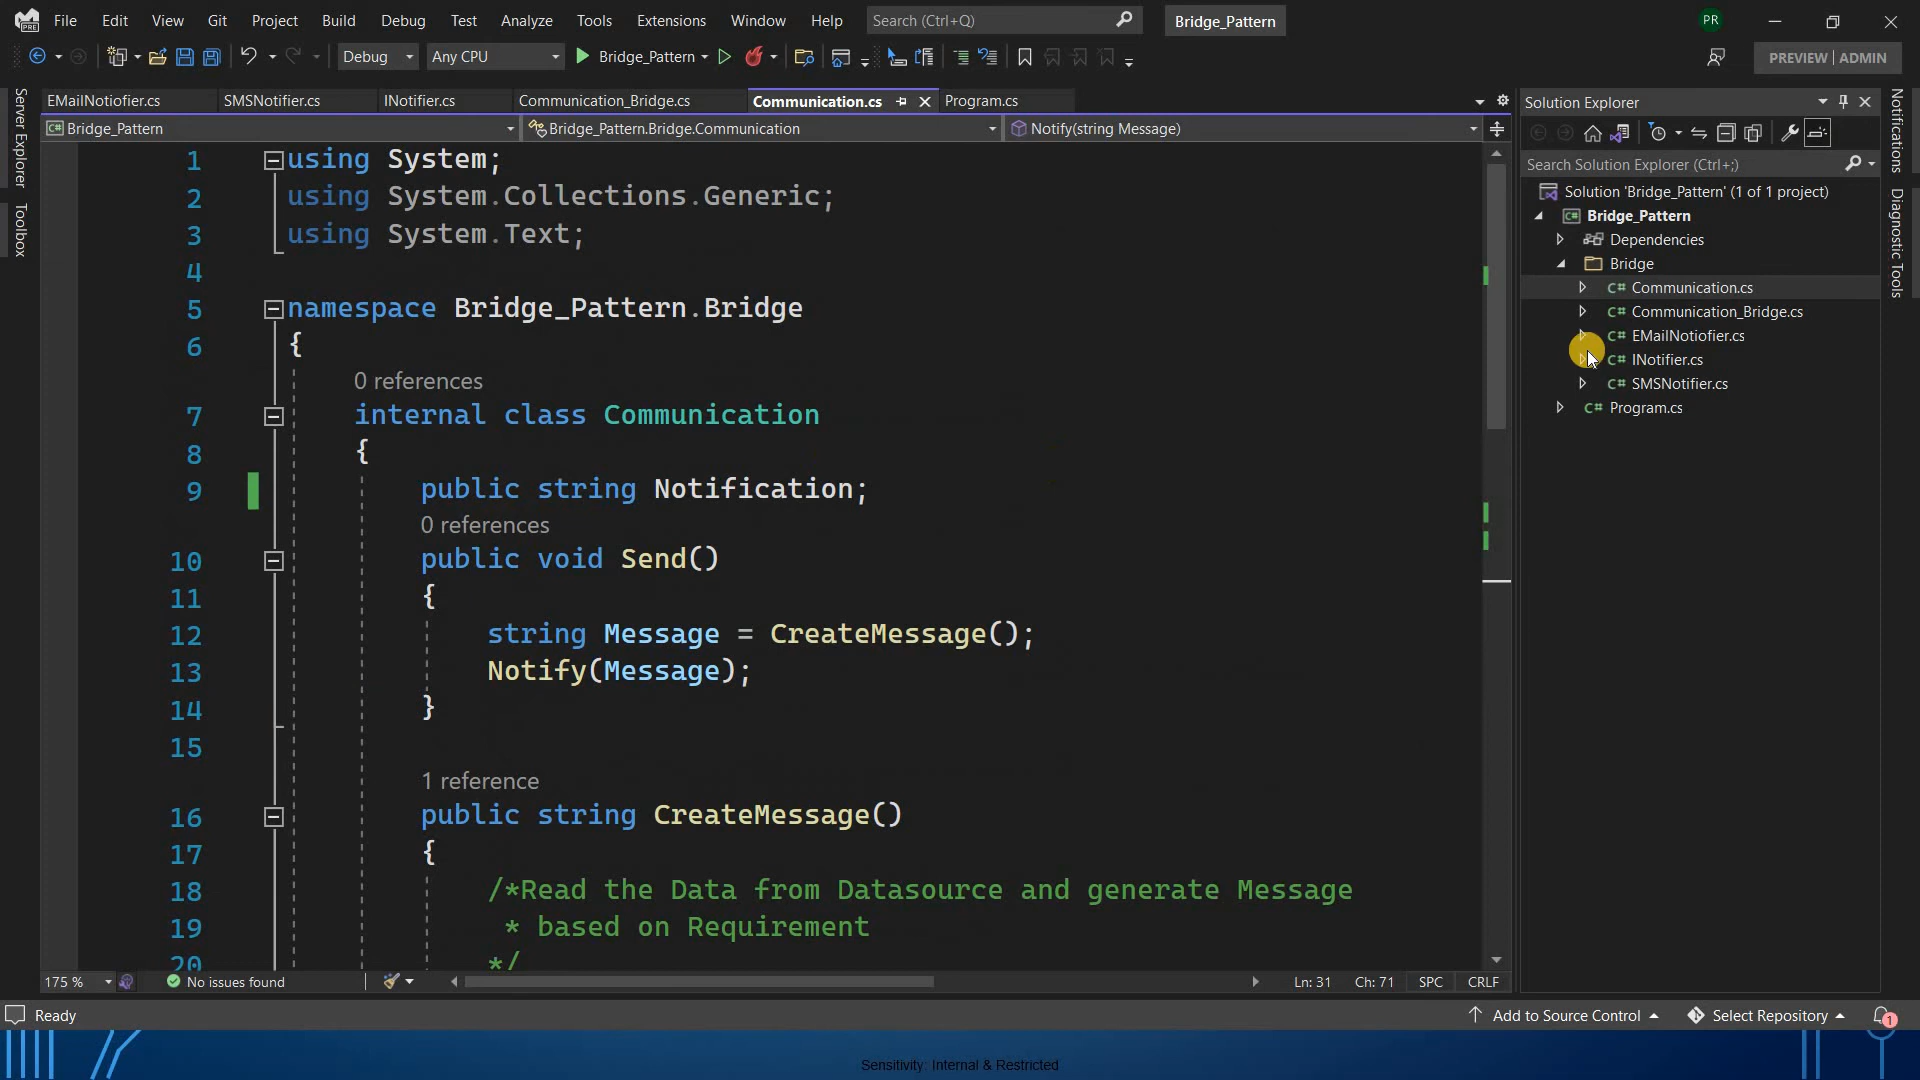 File Edit View Git Project Build Debug Test Analyze Tools Extensions Window Help Search (Ctrl+Q) Bridge_Pattern PR
Debug Any CPU Bridge_Pattern PREVIEW | ADMIN
EMailNotiofier.cs SMSNotifier.cs INotifier.cs Communication_Bridge.cs Communication.cs Program.cs
Bridge_Pattern Bridge_Pattern.Bridge.Communication Notify(string Message)
Server Explorer
Toolbox
1 using System;
2 using System.Collections.Generic;
3 using System.Text;
4
5 namespace Bridge_Pattern.Bridge
6 {
0 references
7 internal class Communication
8 {
9 public string Notification;
0 references
10 public void Send()
11 {
12 string Message = CreateMessage();
13 Notify(Message);
14 }
15
1 reference
16 public string CreateMessage()
17 {
18 /*Read the Data from Datasource and generate Message
19 * based on Requirement
20 */
175 % No issues found Ln: 31 Ch: 71 SPC CRLF
Solution Explorer
Search Solution Explorer (Ctrl+;)
Solution 'Bridge_Pattern' (1 of 1 project)
Bridge_Pattern
Dependencies
Bridge
C# Communication.cs
C# Communication_Bridge.cs
C# EMailNotiofier.cs
C# INotifier.cs
C# SMSNotifier.cs
C# Program.cs
Notifications
Diagnostic Tools
Ready Add to Source Control Select Repository 1
Sensitivity: Internal & Restricted